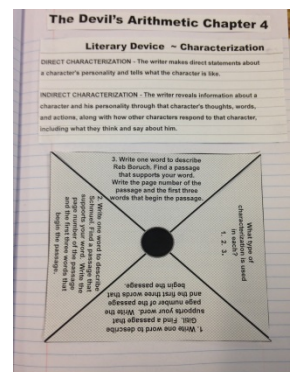 The Devil's Arithmetic Chapter 4
Literary Device ~ Characterization
DIRECT CHARACTERIZATION - The writer makes direct statements about
a character's personality and tells what the character is like.
INDIRECT CHARACTERIZATION - The writer reveals information about a
character and his personality through that character's thoughts, words,
and actions, along with how other characters respond to that character,
including what they think and say about him.
3. Write one word to describe
Reb Boruch. Find a passage
that supports your word.
Write the page number of the
passage and the first three
words that begin the passage.
2. Write one word to describe
Schmuel. Find a passage that
supports your word. Write the
page number of the passage
and the first three words that
begin the passage.
What type of
characterization is used
in each?
1.
2.
3.
1. Write one word to describe
Gitl. Find a passage that
supports your word. Write the
page number of the passage
and the first three words that
begin the passage.